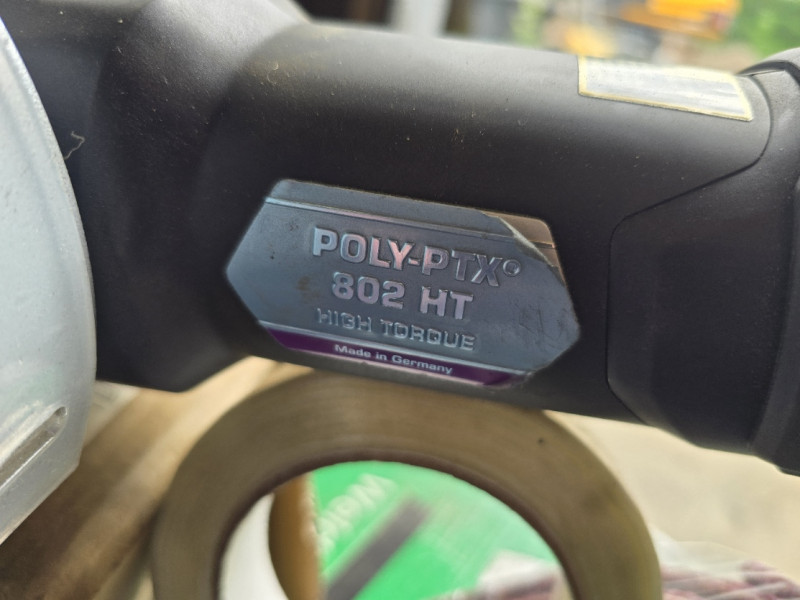 POLY-PTX®
802 HT
HIGH TORQUE
Made in Germany